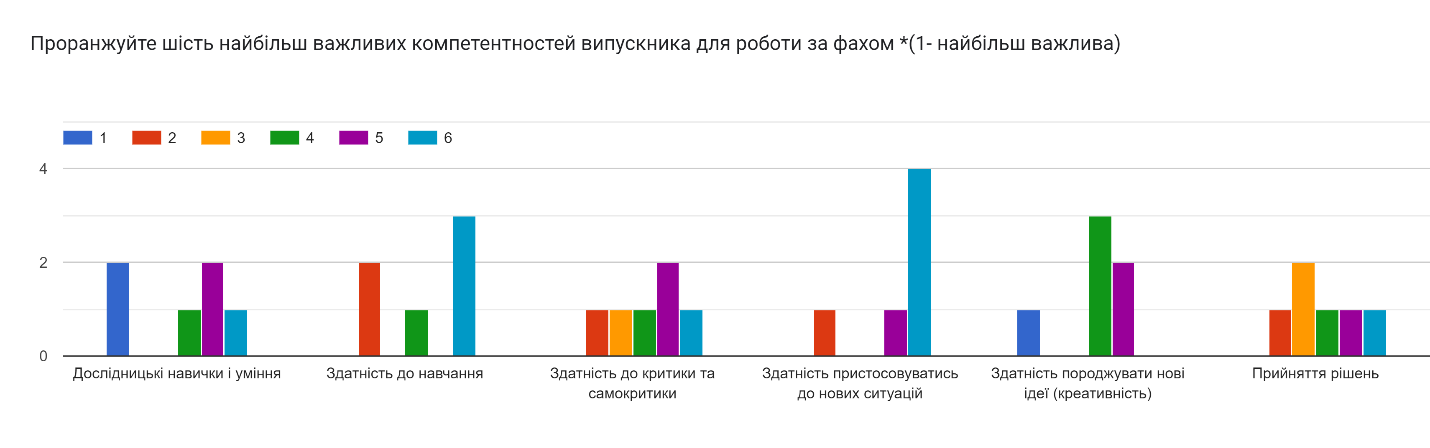 Проранжуйте шість найбільш важливих компетентностей випускника для роботи за фахом *(1- найбільш важлива)
1 2 3 4 5 6
4
2
0
Дослідницькі навички і уміння
Здатність до навчання
Здатність до критики та
самокритики
Здатність пристосовуватись
до нових ситуацій
Здатність породжувати нові
ідеї (креативність)
Прийняття рішень